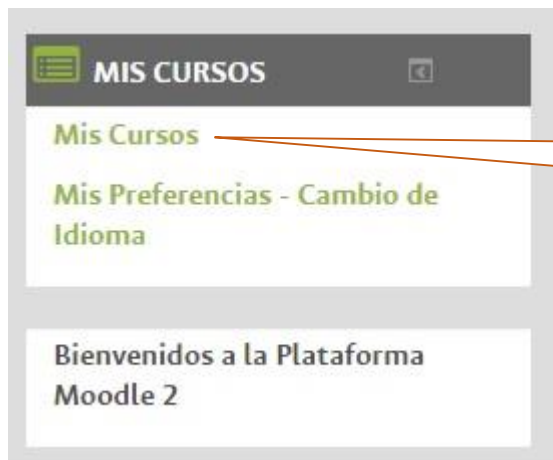 MIS CURSOS
Mis Cursos
Mis Preferencias - Cambio de
Idioma
Bienvenidos a la Plataforma
Moodle 2